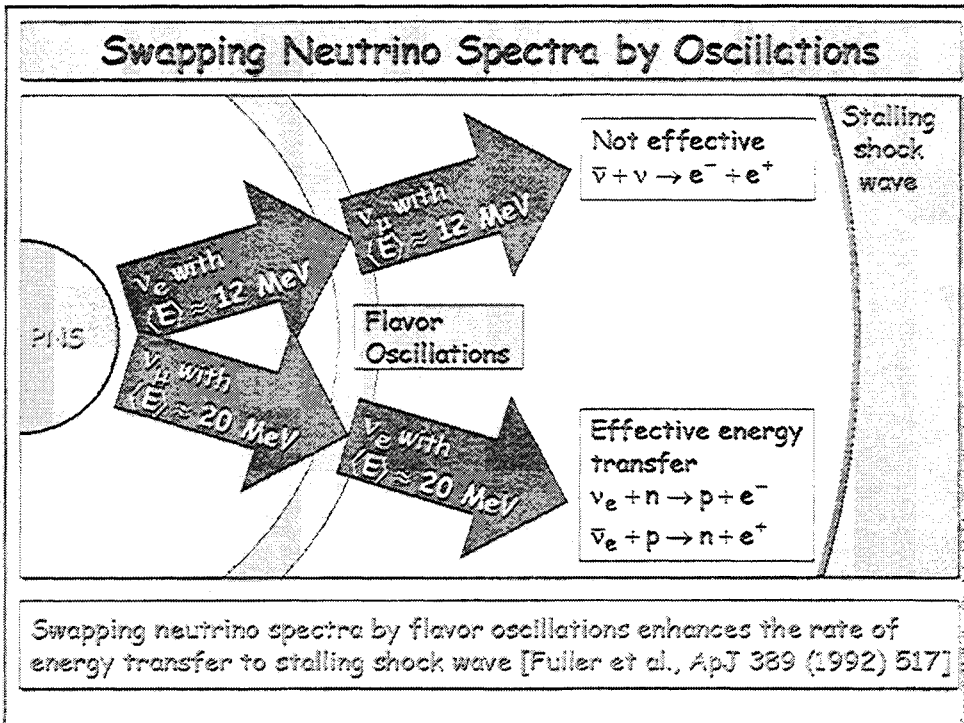 Swapping Neutrino Spectra by Oscillations
Stalling
shock
wave
Not effective
ν̄ + ν → e⁻ + e⁺
νμ with
⟨E⟩ ≈ 12 MeV
νe with
⟨E⟩ ≈ 12 MeV
PNS
Flavor
Oscillations
νμ with
⟨E⟩ ≈ 20 MeV
νe with
⟨E⟩ ≈ 20 MeV
Effective energy
transfer
νe + n → p + e⁻
ν̄e + p → n + e⁺
Swapping neutrino spectra by flavor oscillations enhances the rate of
energy transfer to stalling shock wave [Fuller et al., ApJ 389 (1992) 517]